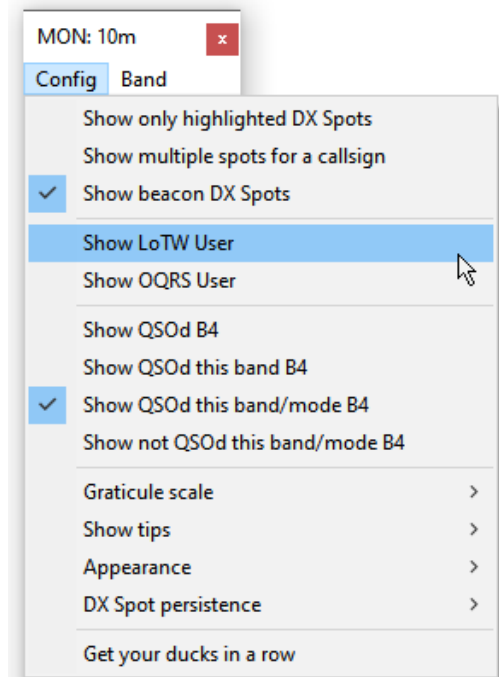 MON: 10m x
Config Band
Show only highlighted DX Spots
Show multiple spots for a callsign
Show beacon DX Spots
Show LoTW User
Show OQRS User
Show QSOd B4
Show QSOd this band B4
Show QSOd this band/mode B4
Show not QSOd this band/mode B4
Graticule scale
Show tips
Appearance
DX Spot persistence
Get your ducks in a row